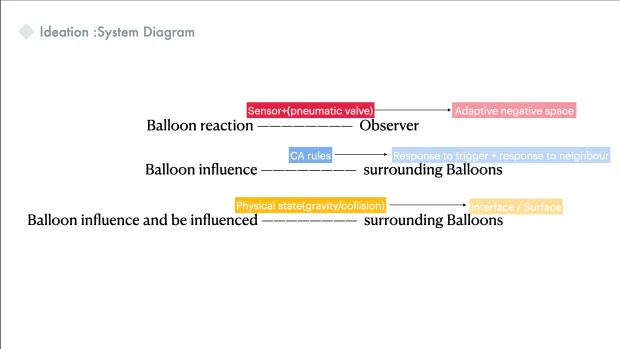 Ideation :System Diagram
Sensor+(pneumatic valve) Adaptive negative space
Balloon reaction ———————— Observer
CA rules Response to trigger + response to neighbour
Balloon influence ———————— surrounding Balloons
Physical state(gravity/collision) Interface / Surface
Balloon influence and be influenced ———————— surrounding Balloons